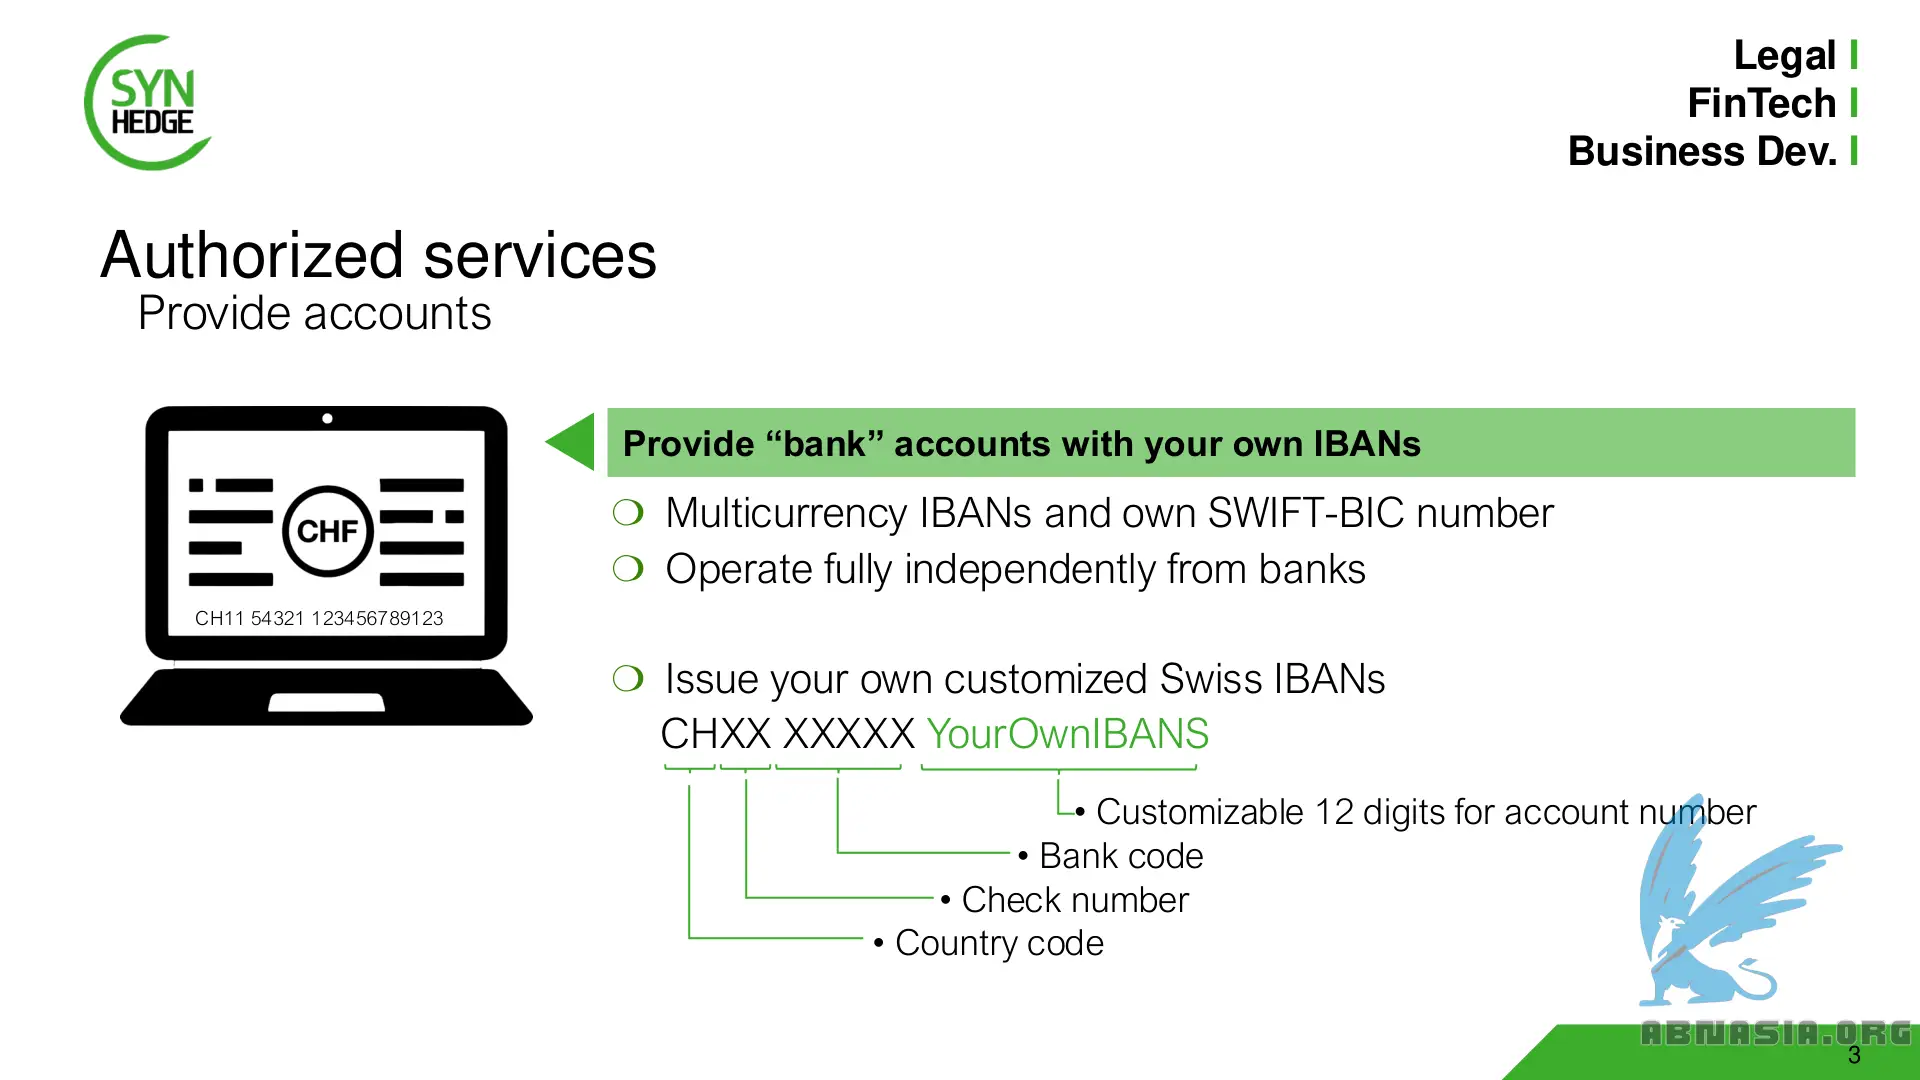 SYN
HEDGE
Legal I
FinTech I
Business Dev. I
Authorized services
Provide accounts
CHF
CH11 54321 123456789123
Provide “bank” accounts with your own IBANs
❍ Multicurrency IBANs and own SWIFT-BIC number
❍ Operate fully independently from banks
❍ Issue your own customized Swiss IBANs
CHXX XXXXX YourOwnIBANS
• Customizable 12 digits for account number
• Bank code
• Check number
• Country code
ABNASIA.ORG
3